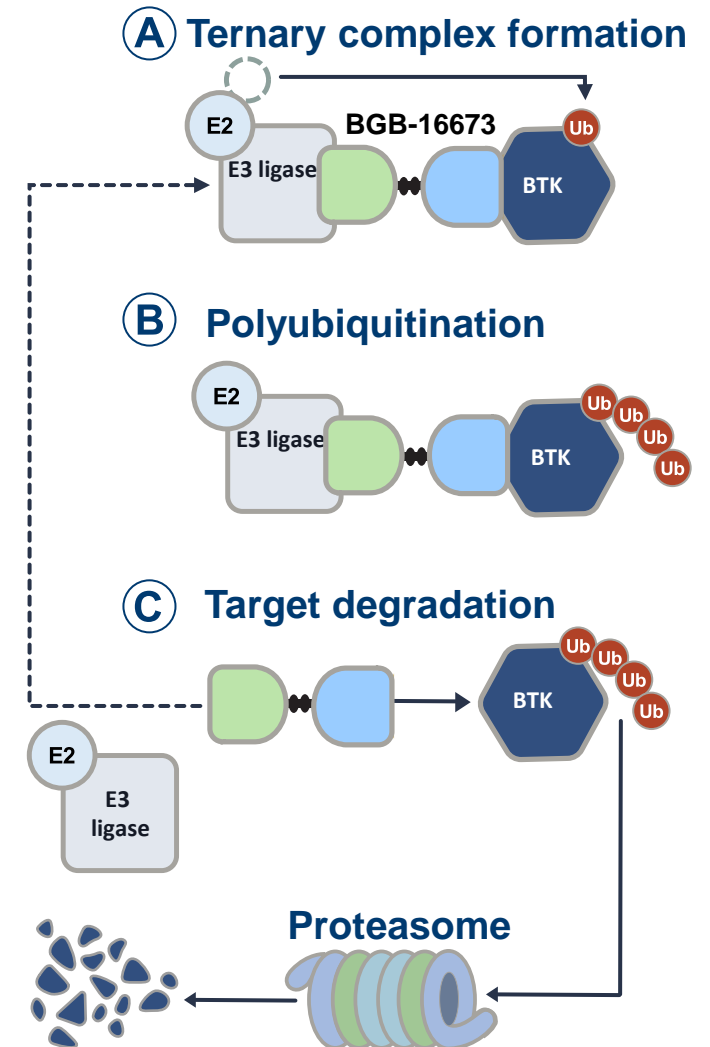 A Ternary complex formation
E2
BGB-16673
Ub
E3 ligase
BTK
B Polyubiquitination
E2
Ub
Ub
Ub
Ub
E3 ligase
BTK
C Target degradation
Ub
Ub
Ub
Ub
BTK
E2
E3
ligase
Proteasome